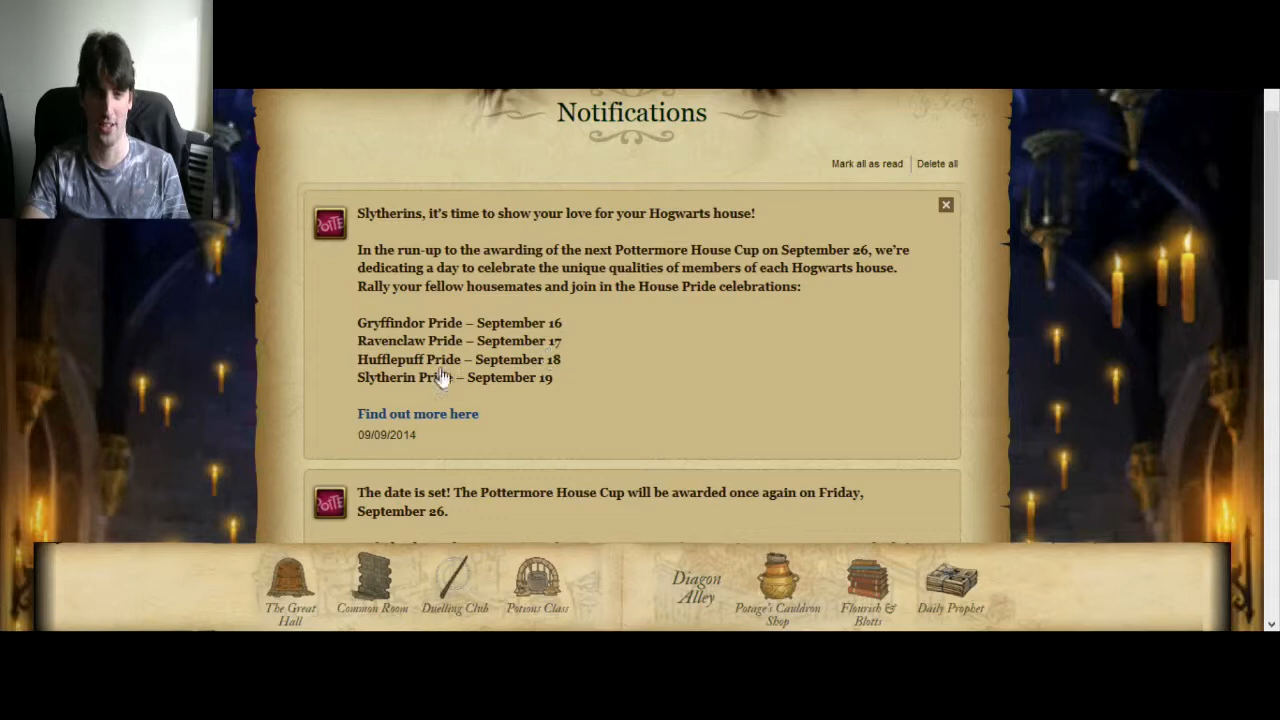 Notifications
Mark all as read | Delete all
Slytherins, it's time to show your love for your Hogwarts house!
In the run-up to the awarding of the next Pottermore House Cup on September 26, we're
dedicating a day to celebrate the unique qualities of members of each Hogwarts house.
Rally your fellow housemates and join in the House Pride celebrations:
Gryffindor Pride – September 16
Ravenclaw Pride – September 17
Hufflepuff Pride – September 18
Slytherin Pride – September 19
Find out more here
09/09/2014
The date is set! The Pottermore House Cup will be awarded once again on Friday,
September 26.
The Great
Hall
Common Room
Duelling Club
Potions Class
Diagon
Alley
Potage's Cauldron
Shop
Flourish &
Blotts
Daily Prophet